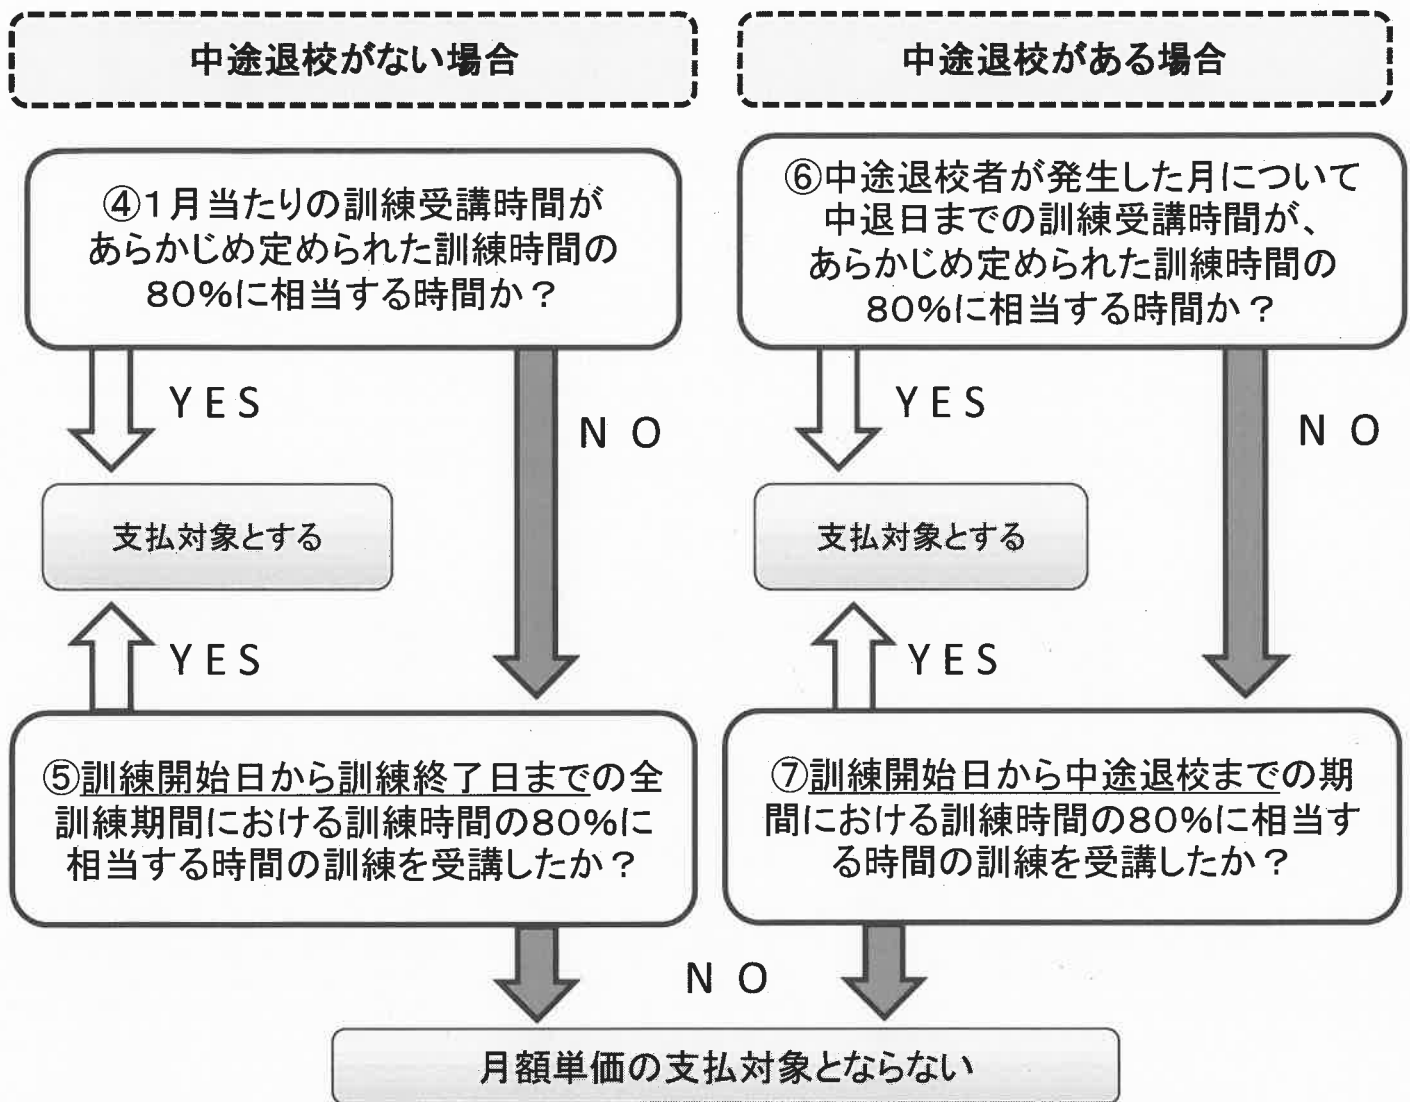 中途退校がない場合
④1月当たりの訓練受講時間が
あらかじめ定められた訓練時間の
80%に相当する時間か?
YES
NO
支払対象とする
YES
⑤訓練開始日から訓練終了日までの全
訓練期間における訓練時間の80%に
相当する時間の訓練を受講したか?
中途退校がある場合
⑥中途退校者が発生した月について
中退日までの訓練受講時間が、
あらかじめ定められた訓練時間の
80%に相当する時間か?
YES
NO
支払対象とする
YES
⑦訓練開始日から中途退校までの期
間における訓練時間の80%に相当す
る時間の訓練を受講したか?
NO
月額単価の支払対象とならない